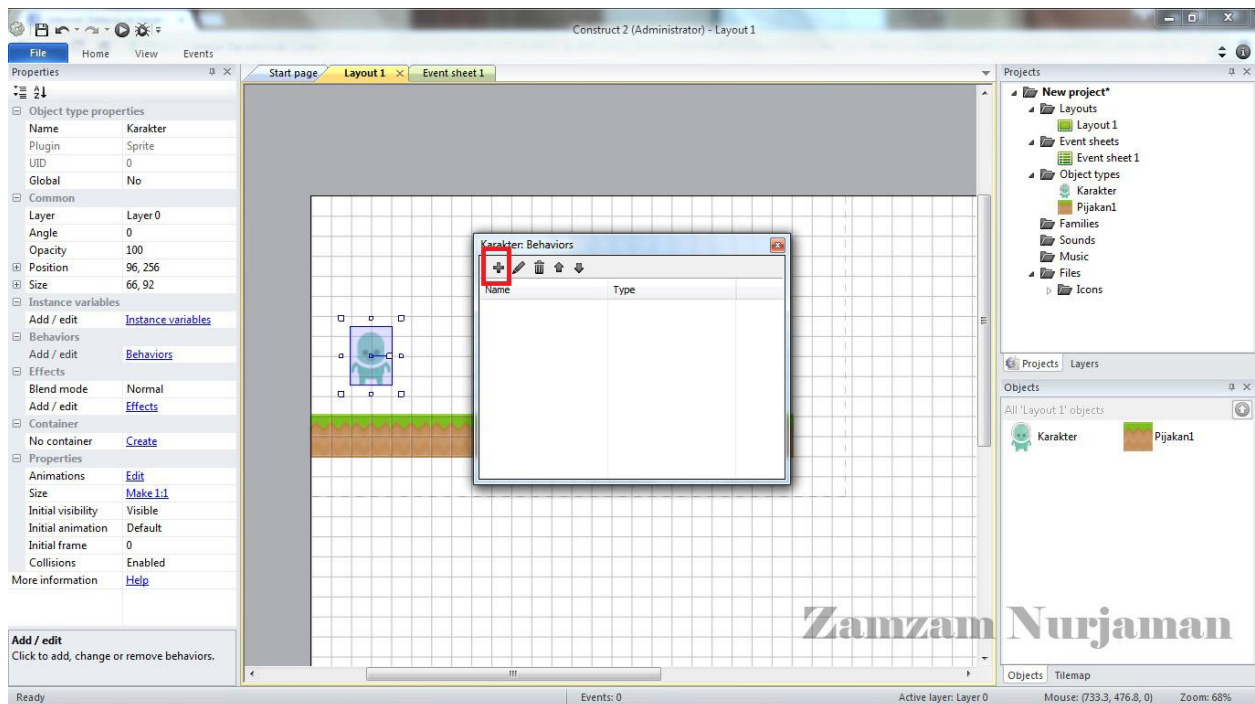 Construct 2 (Administrator) - Layout 1
File Home View Events
Properties
Object type properties
Name Karakter
Plugin Sprite
UID 0
Global No
Common
Layer Layer 0
Angle 0
Opacity 100
Position 96, 256
Size 66, 92
Instance variables
Add / edit Instance variables
Behaviors
Add / edit Behaviors
Effects
Blend mode Normal
Add / edit Effects
Container
No container Create
Properties
Animations Edit
Size Make 1:1
Initial visibility Visible
Initial animation Default
Initial frame 0
Collisions Enabled
More information Help
Add / edit
Click to add, change or remove behaviors.
Start page Layout 1 Event sheet 1
Karakter: Behaviors
Name Type
Projects
New project*
Layouts
Layout 1
Event sheets
Event sheet 1
Object types
Karakter
Pijakan1
Families
Sounds
Music
Files
Icons
Projects Layers
Objects
All 'Layout 1' objects
Karakter Pijakan1
Zamzam Nurjaman
Objects Tilemap
Ready Events: 0 Active layer: Layer 0 Mouse: (733.3, 476.8, 0) Zoom: 68%